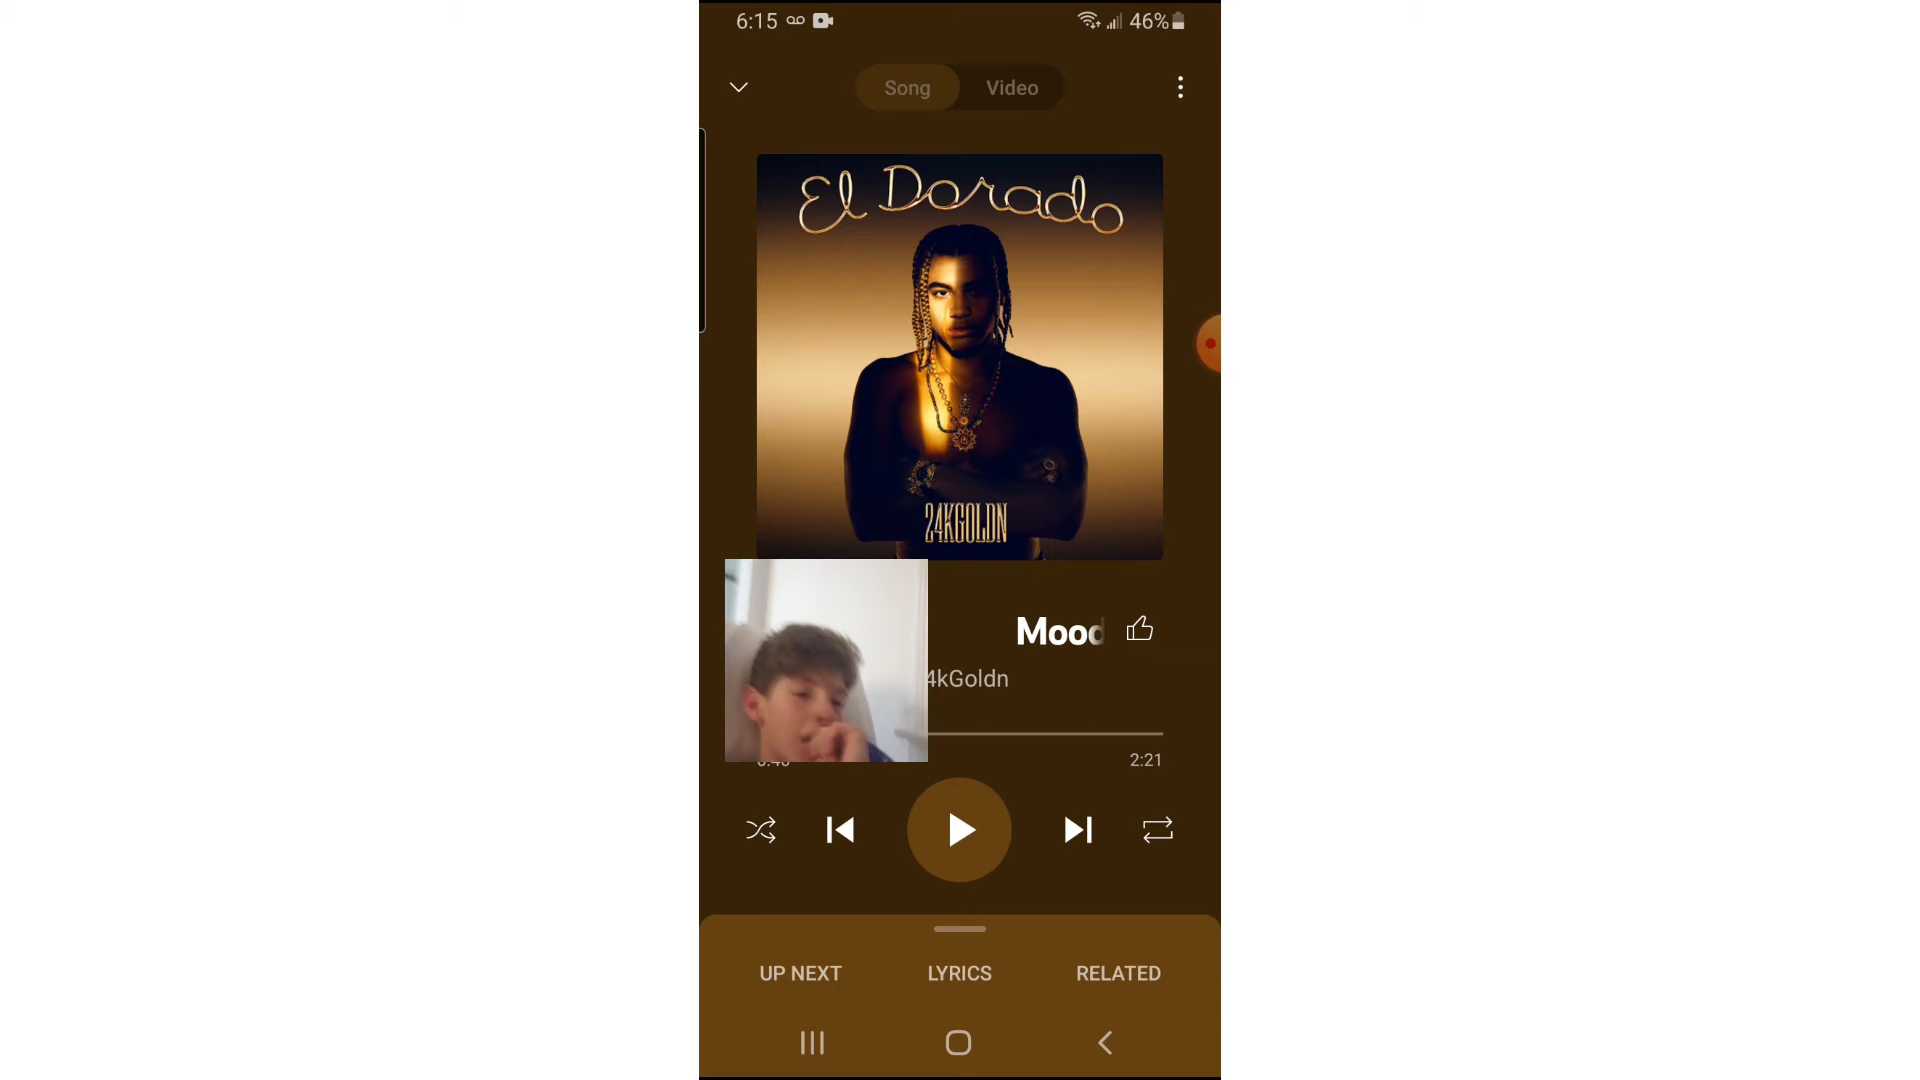 6:15 46%
Song Video
El Dorado
24KGOLDN
Mood
4kGoldn
2:21
UP NEXT LYRICS RELATED